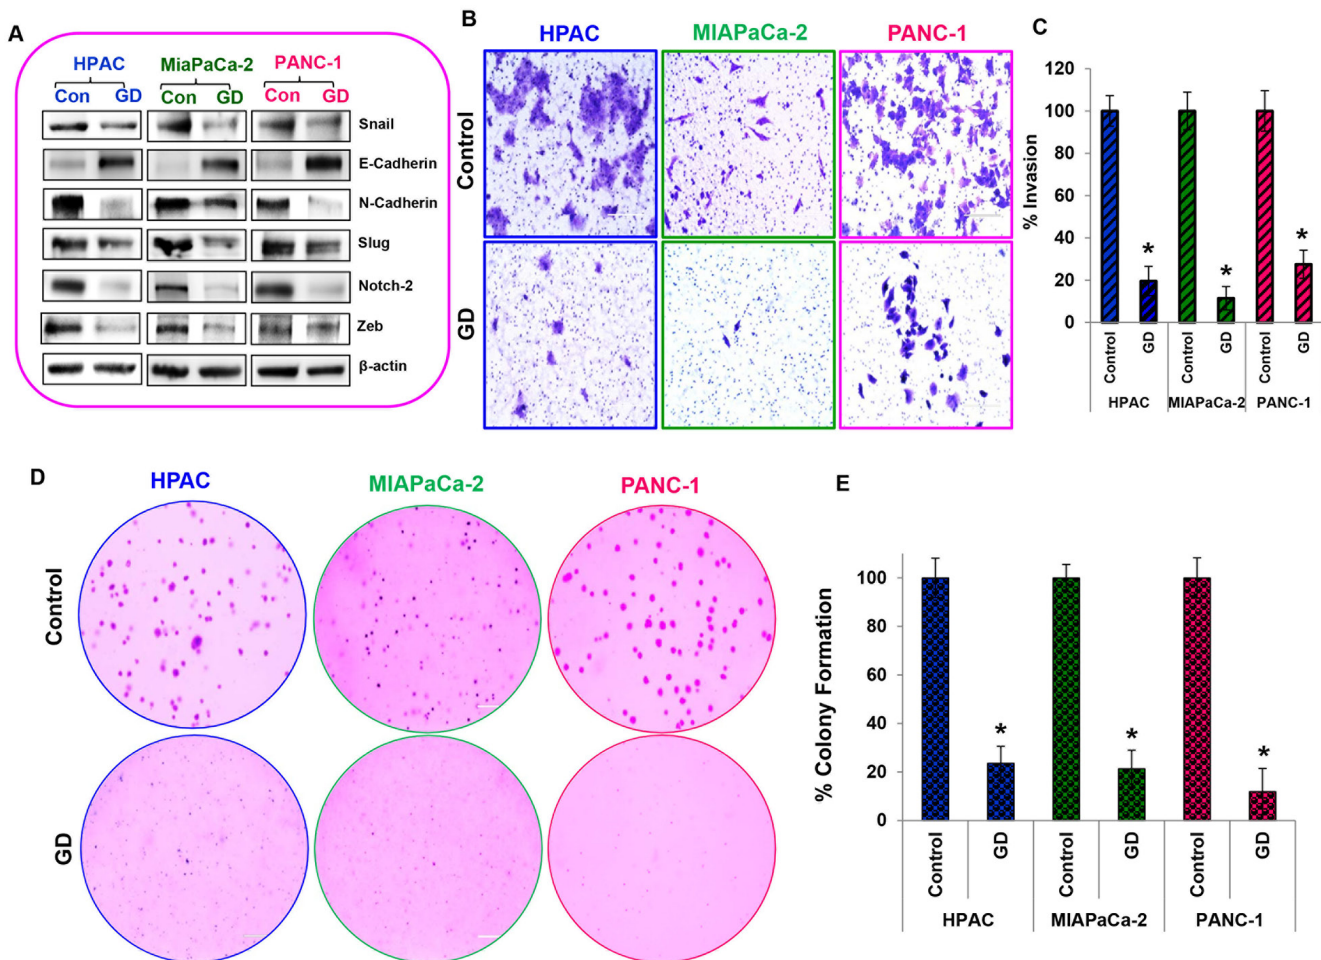 A
HPAC MiaPaCa-2 PANC-1
Con GD Con GD Con GD
Snail
E-Cadherin
N-Cadherin
Slug
Notch-2
Zeb
β-actin
B
HPAC MIAPaCa-2 PANC-1
Control
GD
C
% Invasion
120
100
80
60
40
20
0
* * *
Control GD Control GD Control GD
HPAC MIAPaCa-2 PANC-1
D
HPAC MIAPaCa-2 PANC-1
Control
GD
E
% Colony Formation
100
80
60
40
20
0
* * *
Control GD Control GD Control GD
HPAC MIAPaCa-2 PANC-1